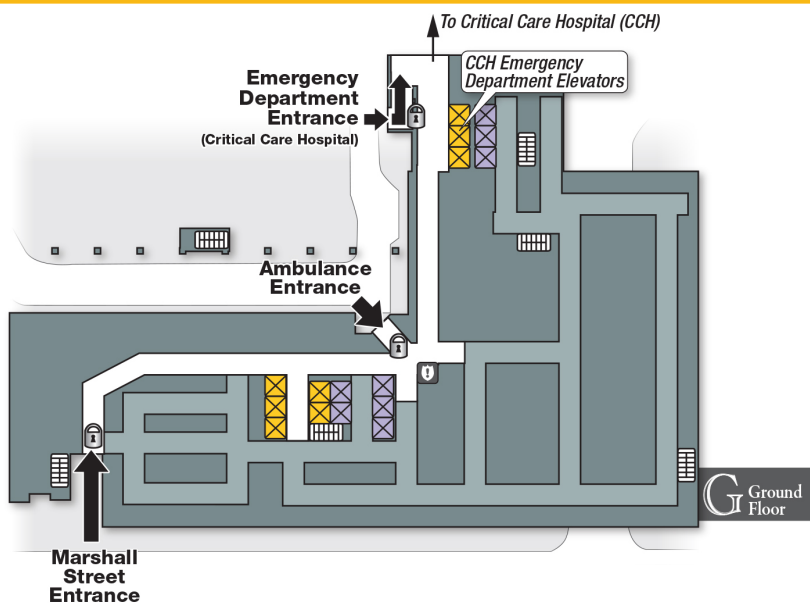 To Critical Care Hospital (CCH)
CCH Emergency
Department Elevators
Emergency
Department
Entrance
(Critical Care Hospital)
Ambulance
Entrance
G Ground
Floor
Marshall
Street
Entrance